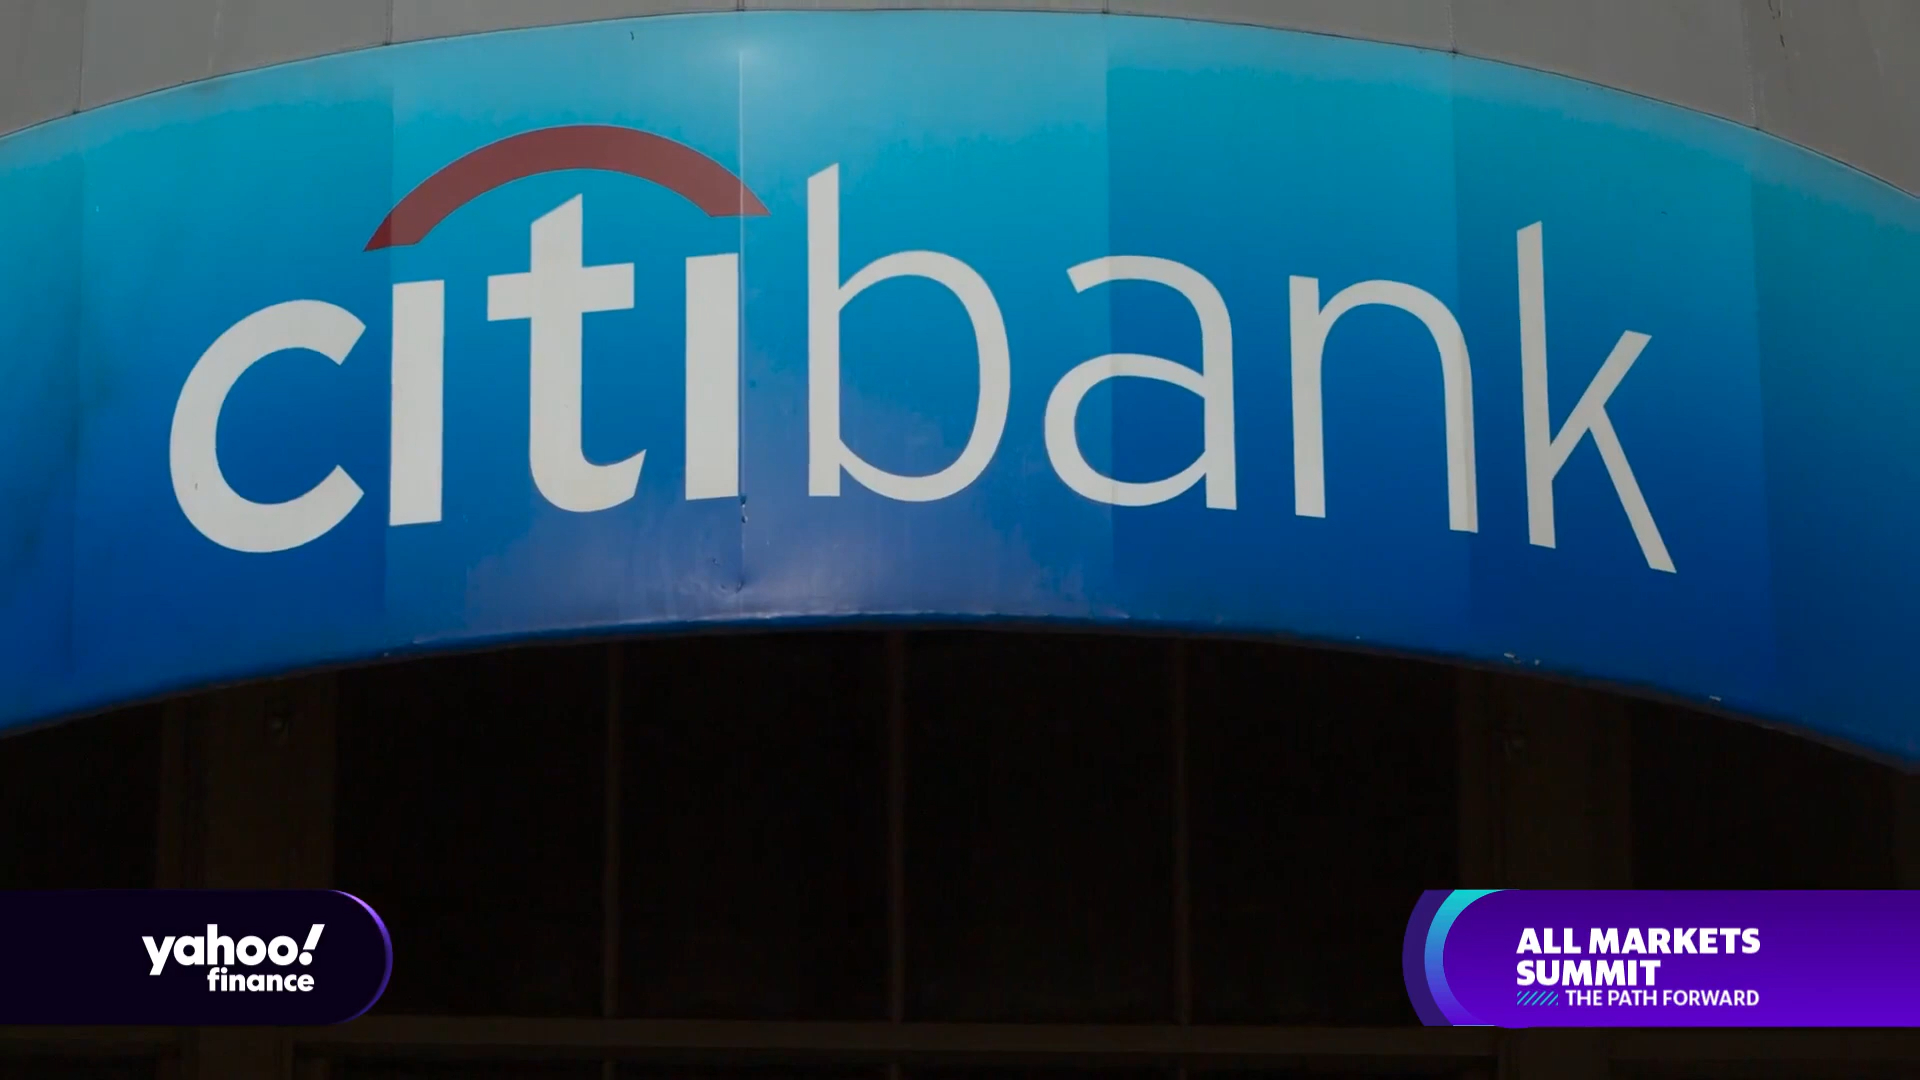 citibank
yahoo!
finance
ALL MARKETS
SUMMIT
THE PATH FORWARD